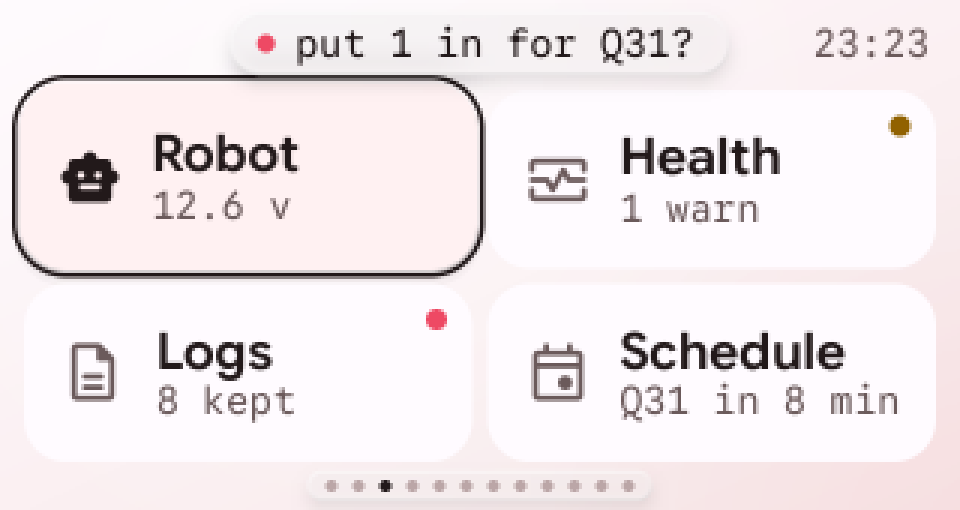 put 1 in for Q31?
23:23
Robot
12.6 v
Health
1 warn
Logs
8 kept
Schedule
Q31 in 8 min